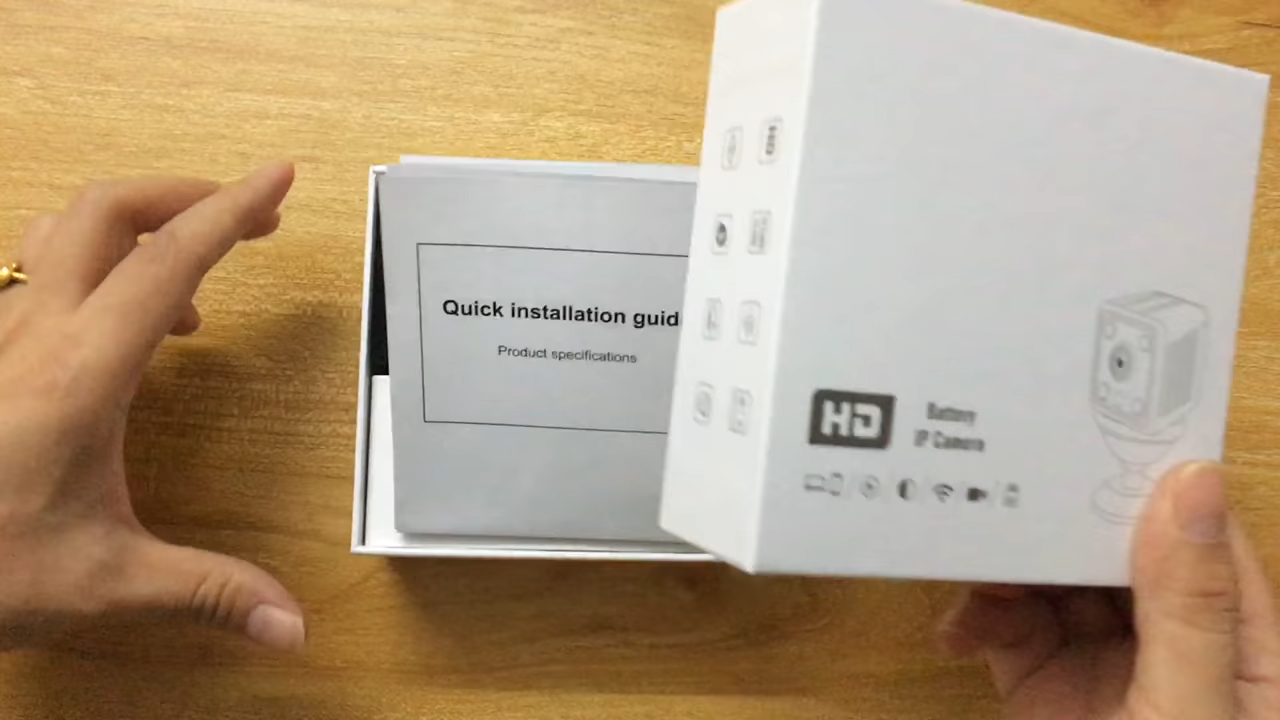 Quick installation guid
Product specifications
HD
Battery
IP Camera